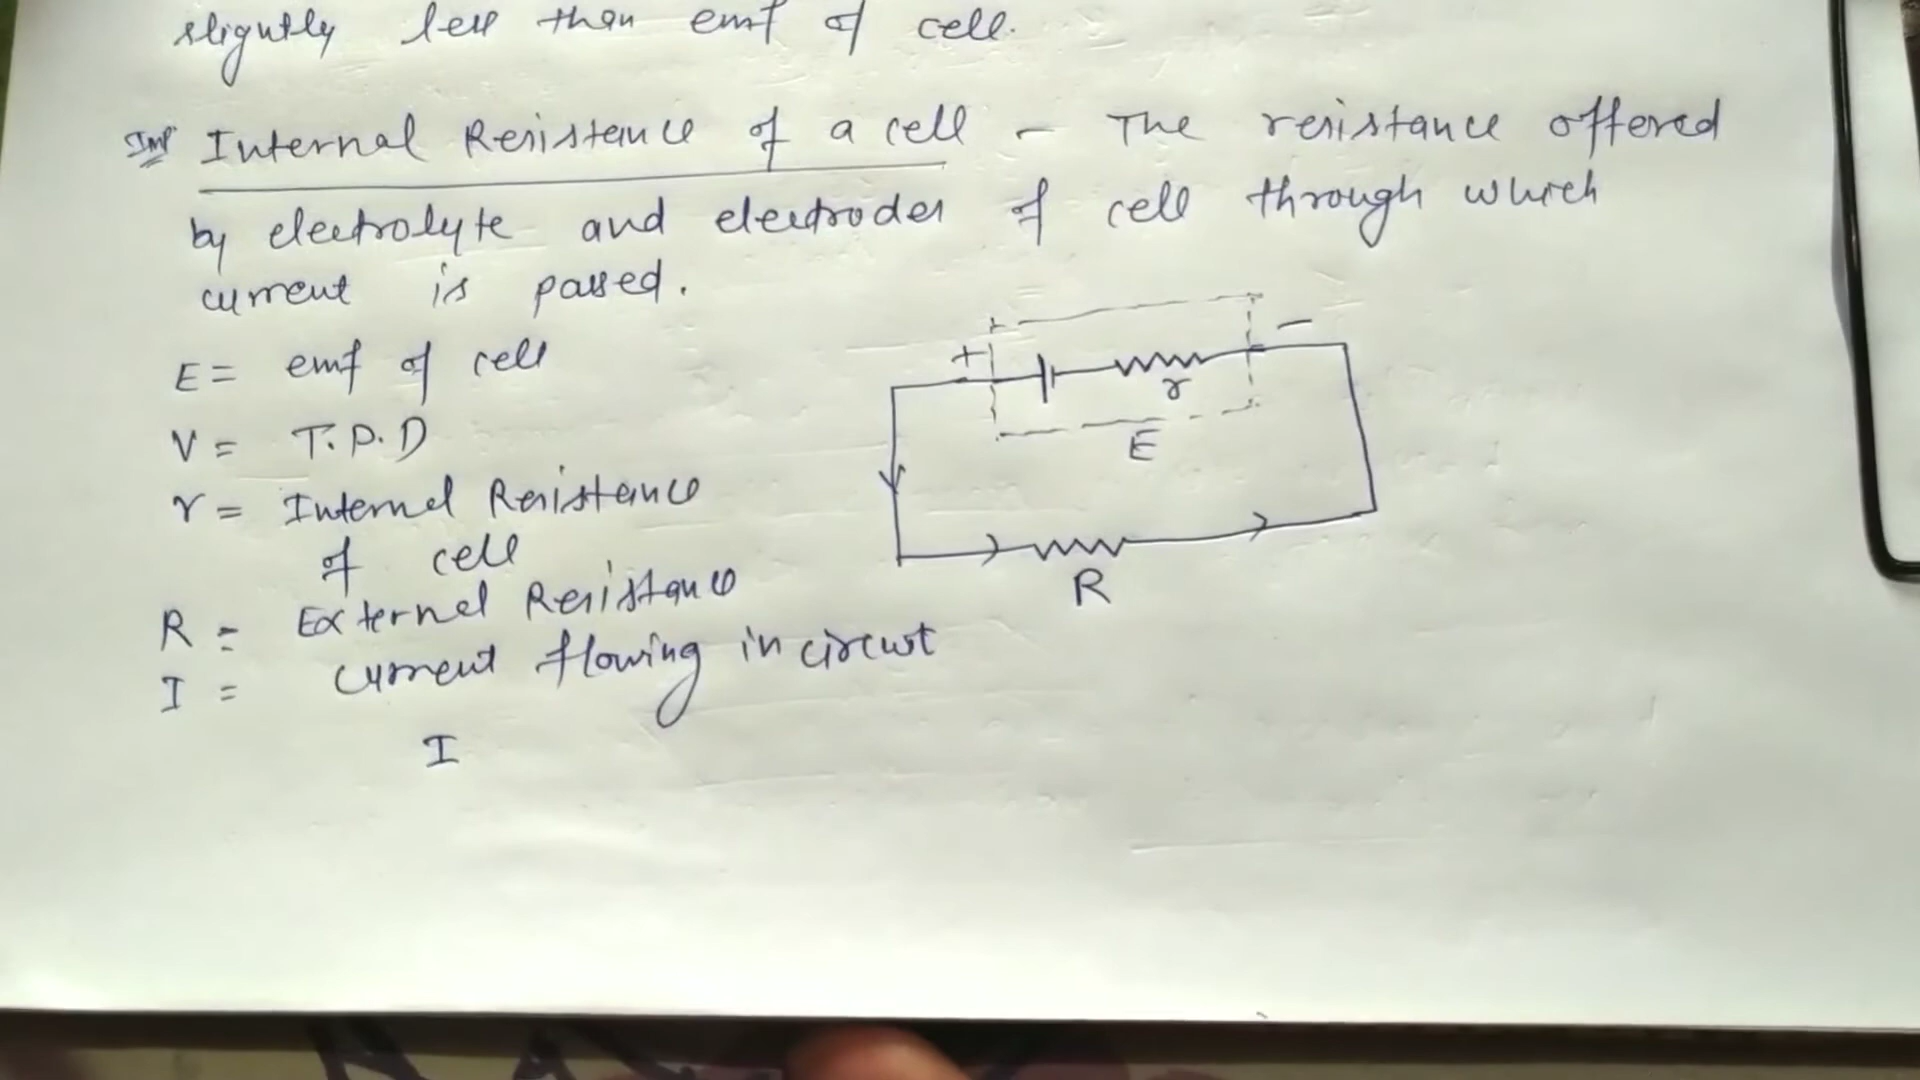 slightly less than emf of cell.
Imp Internal Resistance of a cell - The resistance offered
by electrolyte and electrodes of cell through which
current is passed.
E = emf of cell
V = T.P.D
r = Internal Resistance
of cell
R = External Resistance
I = current flowing in circuit
I
+ -
r
E
R